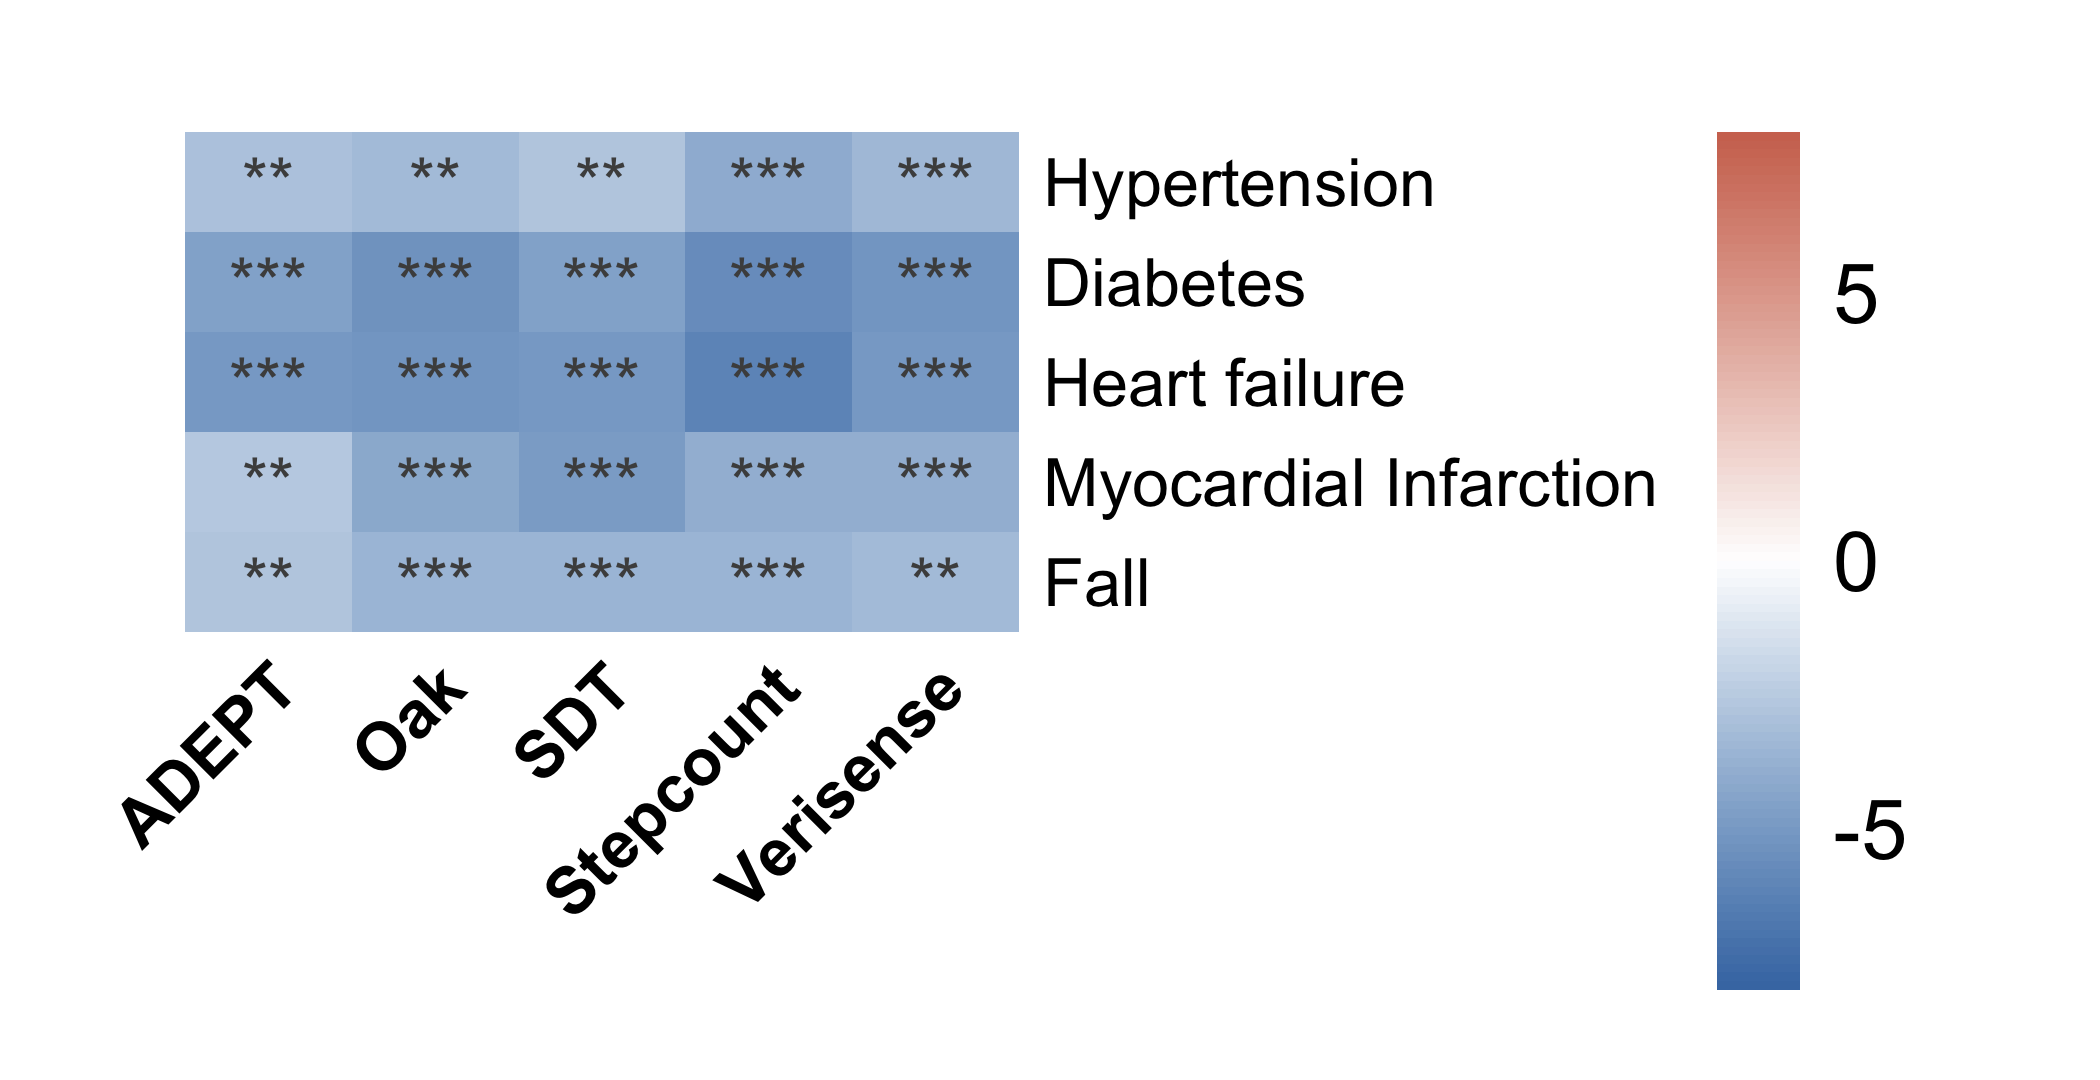 ** ** ** *** *** Hypertension
*** *** *** *** *** Diabetes
*** *** *** *** *** Heart failure
** *** *** *** *** Myocardial Infarction
** *** *** *** ** Fall
ADEPT Oak SDT Stepcount Verisense
5
0
-5